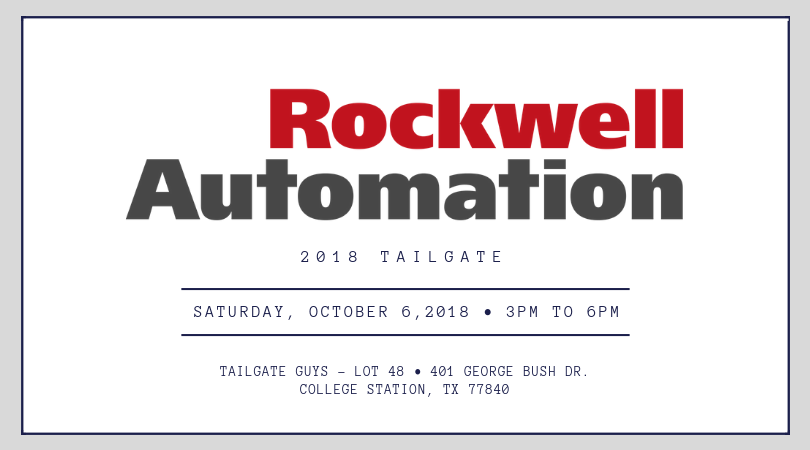 Rockwell
Automation
2018 TAILGATE
SATURDAY, OCTOBER 6,2018 • 3PM TO 6PM
TAILGATE GUYS – LOT 48 • 401 GEORGE BUSH DR.
COLLEGE STATION, TX 77840